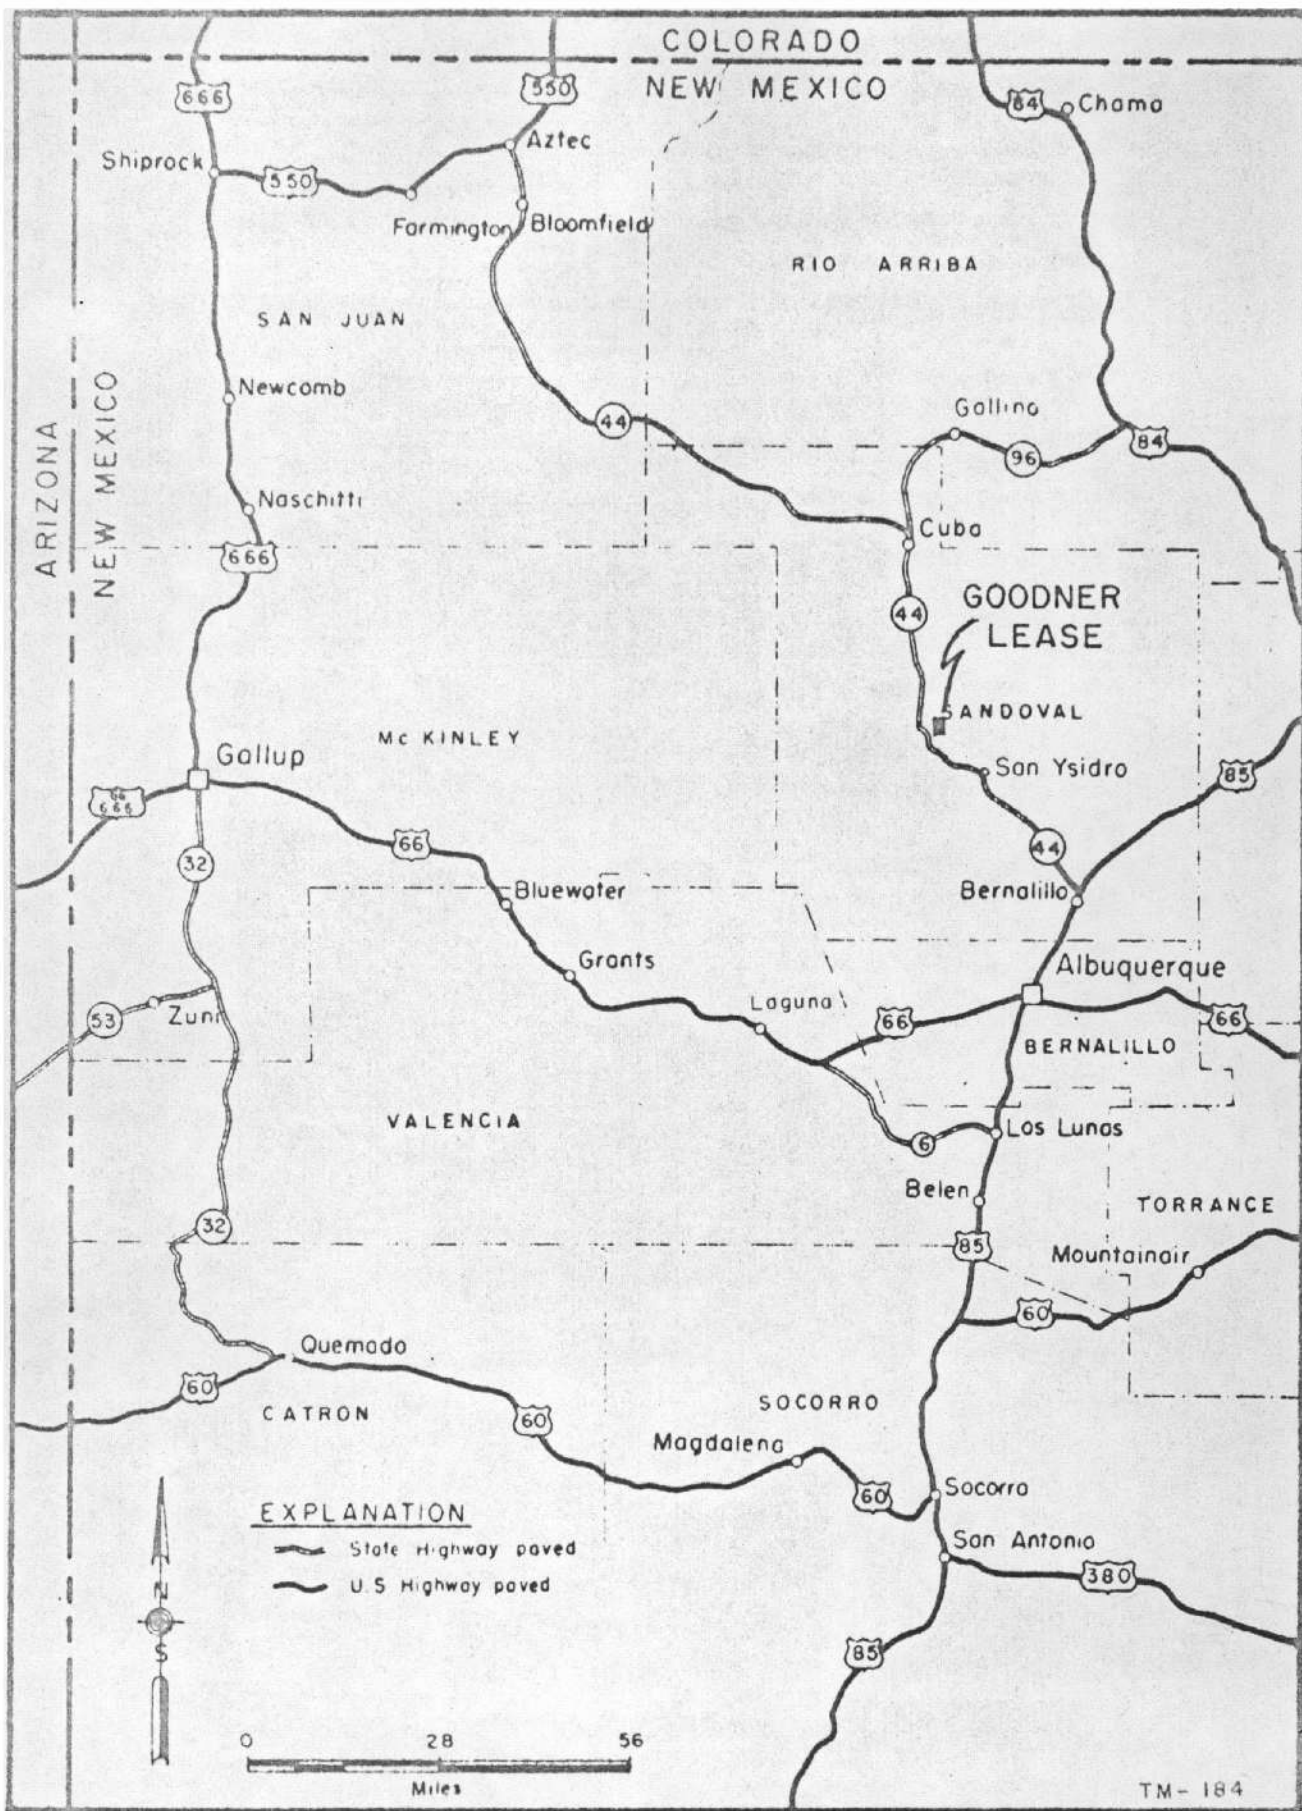 COLORADO
NEW MEXICO
ARIZONA
NEW MEXICO
666
550
84
Chama
Aztec
Shiprock
550
Farmington
Bloomfield
RIO ARRIBA
SAN JUAN
Newcomb
44
Gallina
96
84
Naschitti
666
Cuba
44
GOODNER
LEASE
SANDOVAL
Mc KINLEY
Gallup
San Ysidro
85
66
666
66
32
44
Bluewater
Bernalillo
Grants
Albuquerque
Laguna
53
Zuni
66
66
BERNALILLO
VALENCIA
6
Los Lunas
Belen
TORRANCE
32
85
Mountainair
60
Quemado
60
CATRON
60
SOCORRO
Magdalena
60
Socorro
EXPLANATION
State Highway paved
U.S Highway paved
San Antonio
380
N
S
85
0 28 56
Miles
TM-184